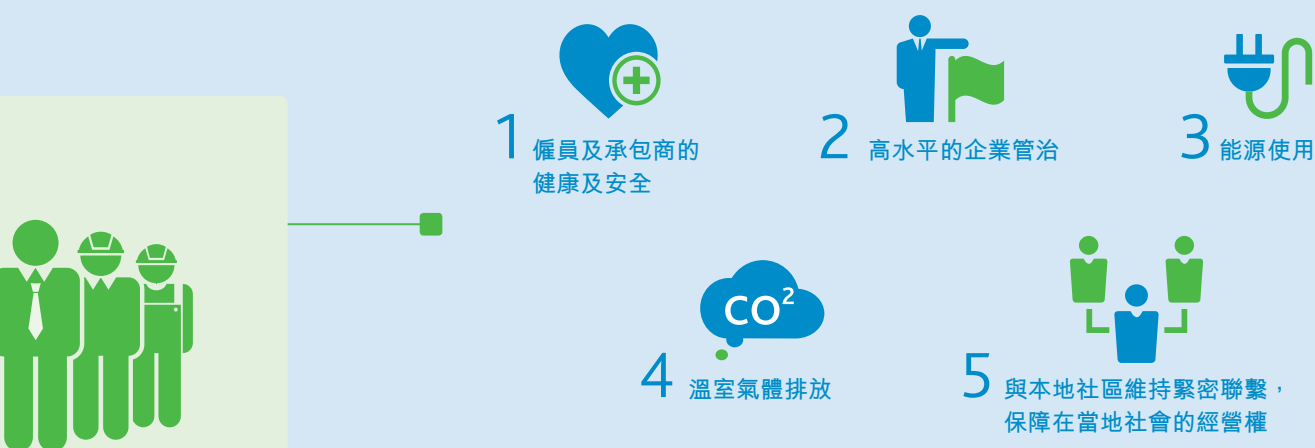 1 僱員及承包商的
健康及安全
2 高水平的企業管治
3 能源使用
CO²
4 溫室氣體排放
5 與本地社區維持緊密聯繫，
保障在當地社會的經營權